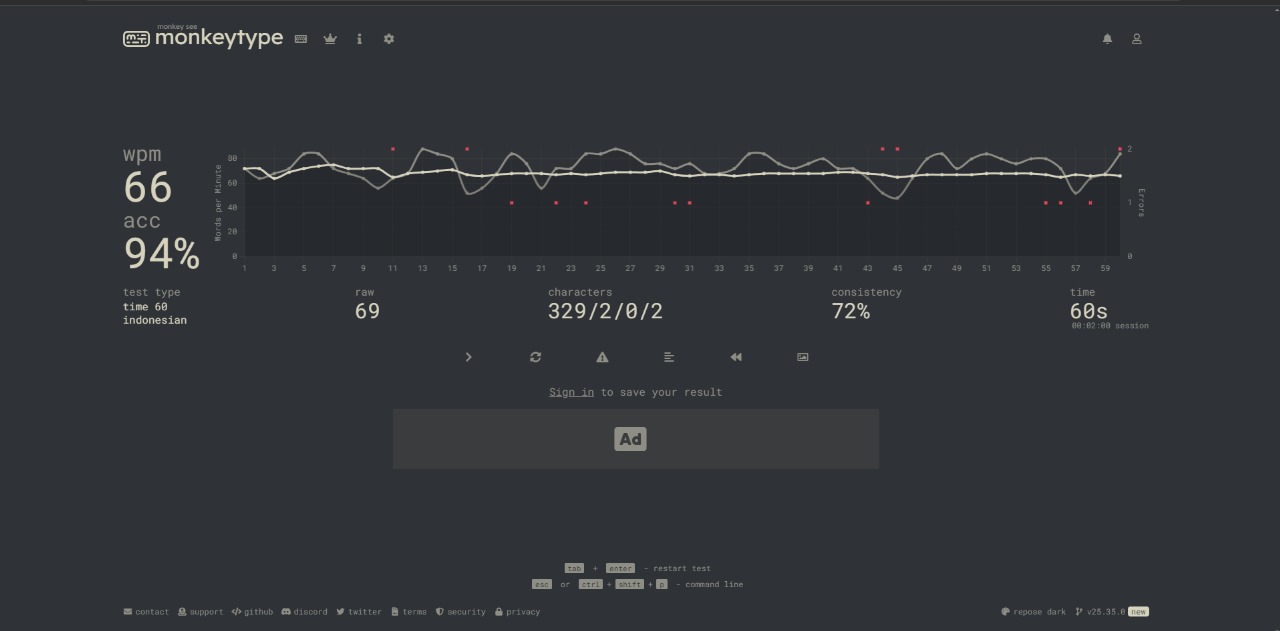 monkey see
monkeytype
wpm
66
acc
94%
Words per Minute
80
60
40
20
0
1 3 5 7 9 11 13 15 17 19 21 23 25 27 29 31 33 35 37 39 41 43 45 47 49 51 53 55 57 59
2
1
0
Errors
test type
time 60
indonesian
raw
69
characters
329/2/0/2
consistency
72%
time
60s
00:02:00 session
Sign in to save your result
Ad
tab + enter - restart test
esc or ctrl + shift + p - command line
contact support github discord twitter terms security privacy repose dark v25.35.0 new